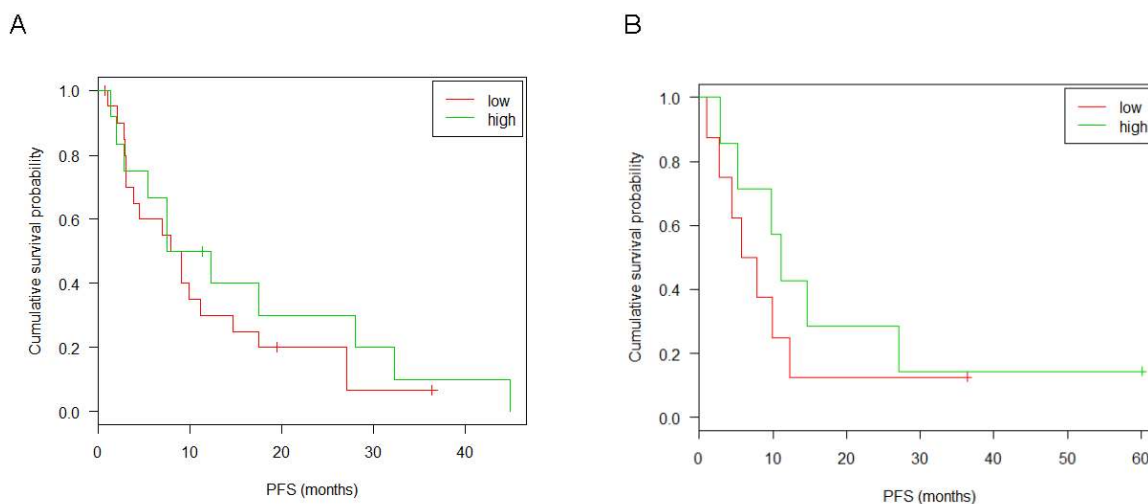 A
low
high
Cumulative survival probability
1.0
0.8
0.6
0.4
0.2
0.0
0 10 20 30 40
PFS (months)
B
low
high
Cumulative survival probability
1.0
0.8
0.6
0.4
0.2
0.0
0 10 20 30 40 50 60
PFS (months)